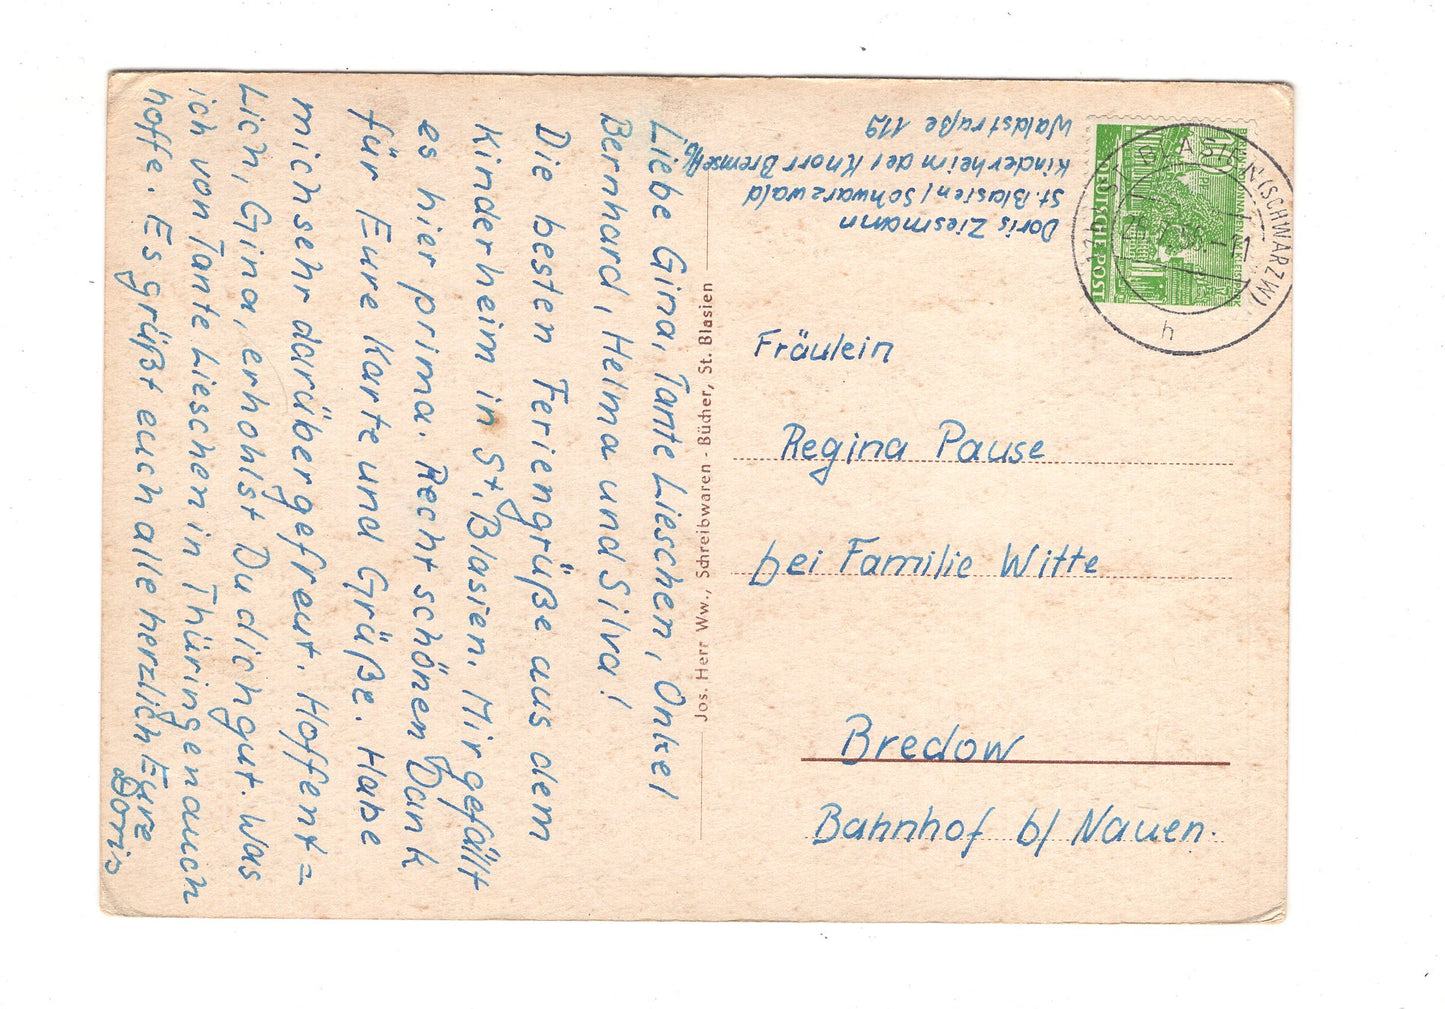 Liebe Gina, Tante Lieschen, Onkel
Bernhard, Helma und Silva!
Die besten Feriengrüße aus dem
Kinderheim in St. Blasien. Mir gefällt
es hier prima. Recht schönen Dank
für Eure Karte und Grüße. Habe
mich sehr darüber gefreut. Hoffent=
lich, Gina, erholst Du dich gut. Was
ich von Tante Lieschen in Thüringen auch
hoffe. Es grüßt euch alle herzlich Eure
Doris
Jos. Herr Ww., Schreibwaren - Bücher, St. Blasien
Doris Ziesmann
St. Blasien / Schwarzwald
Kinderheim der Knorr Bremse
Waldstraße 119
DEUTSCHE POST
ST. BLASIEN (SCHWARZW)
h
Fräulein
Regina Pause
bei Familie Witte
Bredow
Bahnhof b/ Nauen.